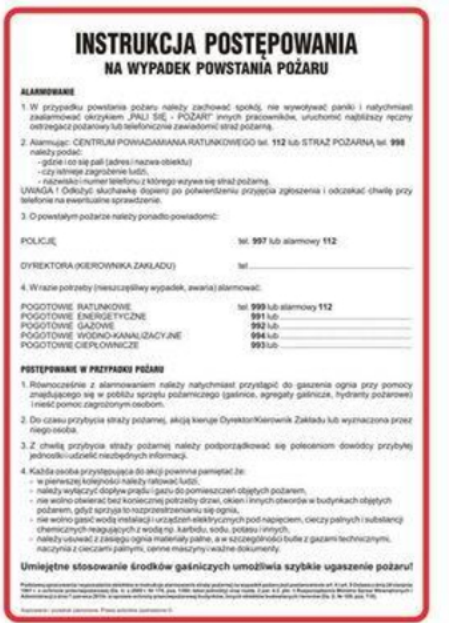 INSTRUKCJA POSTĘPOWANIA
NA WYPADEK POWSTANIA POŻARU
ALARMOWANIE
1. W przypadku powstania pożaru należy zachować spokój, nie wywoływać paniki i natychmiast
zaalarmować okrzykiem „PALI SIĘ - POŻAR!" innych pracowników, uruchomić najbliższy ręczny
ostrzegacz pożarowy lub telefonicznie zawiadomić straż pożarną.
2. Alarmując: CENTRUM POWIADAMIANIA RATUNKOWEGO tel. 112 lub STRAŻ POŻARNĄ tel. 998
należy podać:
- gdzie i co się pali (adres i nazwa obiektu)
- czy istnieje zagrożenie ludzi,
- nazwisko i numer telefonu z którego wzywa się straż pożarną.
UWAGA ! Odłożyć słuchawkę dopiero po potwierdzeniu przyjęcia zgłoszenia i odczekać chwilę przy
telefonie na ewentualne sprawdzenie.
3. O powstałym pożarze należy ponadto powiadomić:
POLICJĘ tel. 997 lub alarmowy 112
DYREKTORA (KIEROWNIKA ZAKŁADU) tel
4. W razie potrzeby (nieszczęśliwy wypadek, awaria) alarmować:
POGOTOWIE RATUNKOWE tel. 999 lub alarmowy 112
POGOTOWIE ENERGETYCZNE 991 lub
POGOTOWIE GAZOWE 992 lub
POGOTOWIE WODNO-KANALIZACYJNE 994 lub
POGOTOWIE CIEPŁOWNICZE 993 lub
POSTĘPOWANIE W PRZYPADKU POŻARU
1. Równocześnie z alarmowaniem należy natychmiast przystąpić do gaszenia ognia przy pomocy
znajdującego się w pobliżu sprzętu pożarniczego (gaśnice, agregaty gaśnicze, hydranty pożarowe)
i nieść pomoc zagrożonym osobom.
2. Do czasu przybycia straży pożarnej, akcją kieruje Dyrektor/Kierownik Zakładu lub wyznaczona przez
niego osoba.
3. Z chwilą przybycia straży pożarnej należy podporządkować się poleceniom dowódcy przybyłej
jednostki i udzielić niezbędnych informacji.
4. Każda osoba przystępująca do akcji powinna pamiętać że:
- w pierwszej kolejności należy ratować ludzi,
- należy wyłączyć dopływ prądu i gazu do pomieszczeń objętych pożarem,
- nie wolno otwierać bez koniecznej potrzeby drzwi, okien i innych otworów w budynkach objętych
pożarem, gdyż sprzyja to rozprzestrzenianiu się ognia,
- nie wolno gasić wodą instalacji i urządzeń elektrycznych pod napięciem, cieczy palnych i substancji
chemicznych reagujących z wodą np. karbidu, sodu, potasu i innych,
- należy usuwać z zasięgu ognia materiały palne, a w szczególności butle z gazami technicznymi,
naczynia z cieczami palnymi, cenne maszyny i ważne dokumenty.
Umiejętne stosowanie środków gaśniczych umożliwia szybkie ugaszenie pożaru!